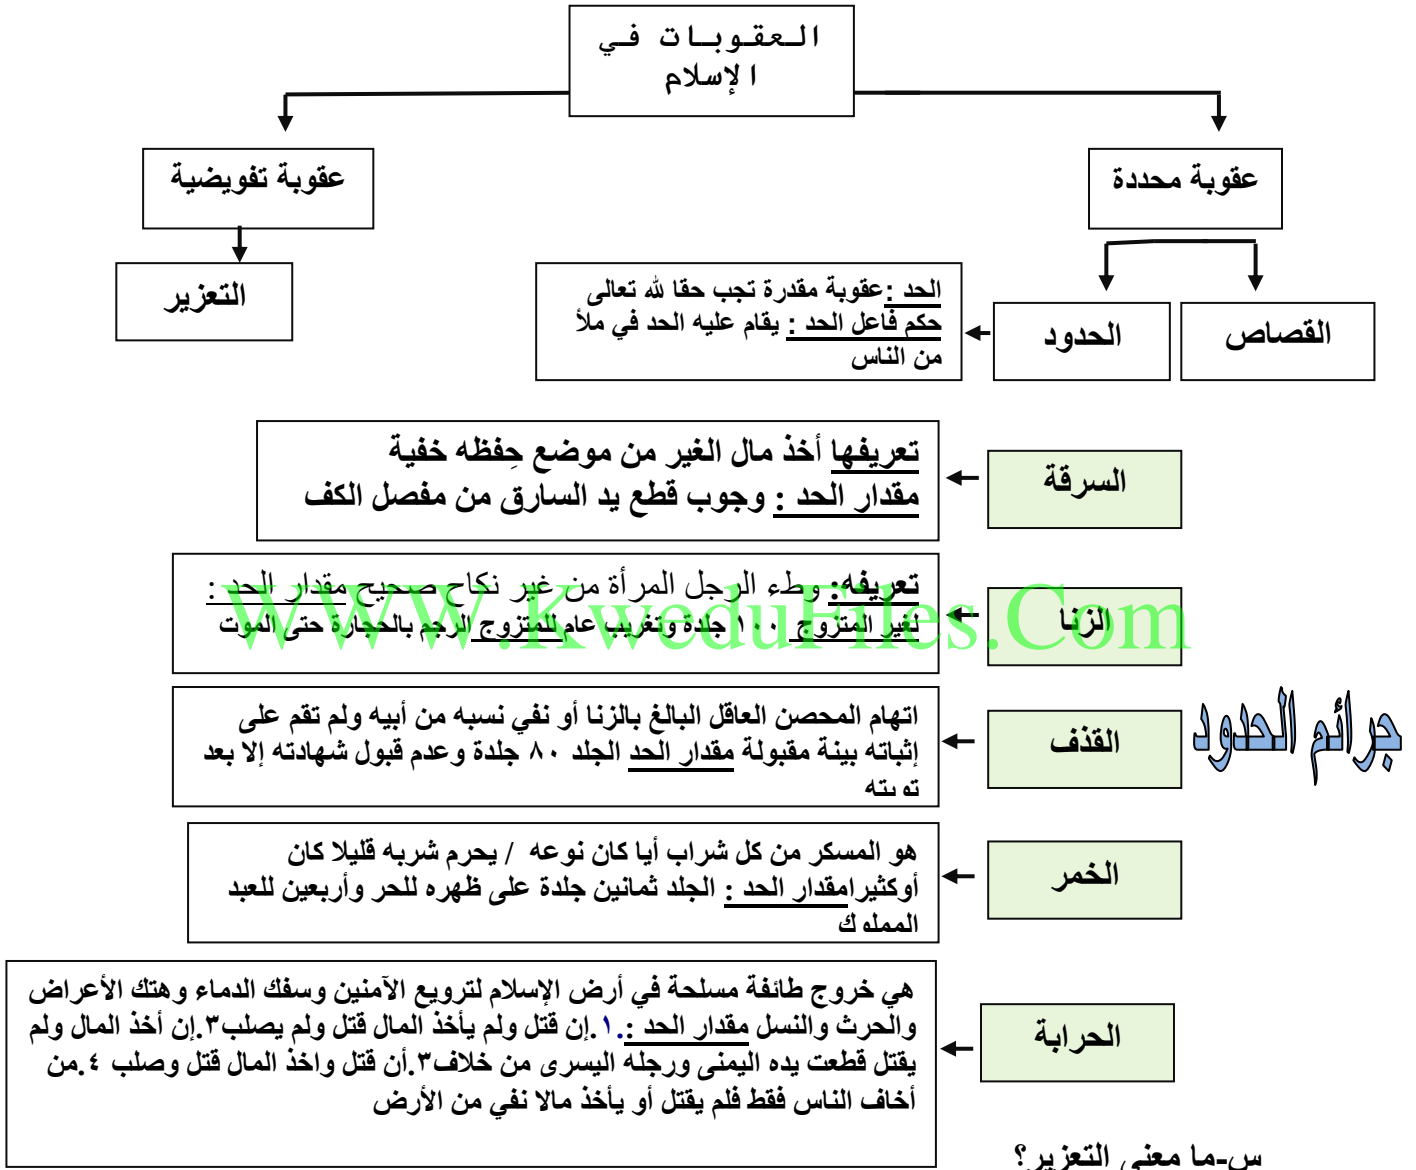 العقوبات في
الإسلام
عقوبة محددة
عقوبة تفويضية
القصاص
الحدود
الحد :عقوبة مقدرة تجب حقا لله تعالى
حكم فاعل الحد : يقام عليه الحد في ملأ
من الناس
التعزير
السرقة
تعريفها أخذ مال الغير من موضع حِفظه خفية
مقدار الحد : وجوب قطع يد السارق من مفصل الكف
الزنا
تعريفه: وطء الرجل المرأة من غير نكاح صحيح مقدار الحد :
لغير المتزوج ١٠٠ جلدة وتغريب عام للمتزوج الرجم بالحجارة حتى الموت
WWW.KweduFiles.Com
جرائم الحدود
القذف
اتهام المحصن العاقل البالغ بالزنا أو نفي نسبه من أبيه ولم تقم على
إثباته بينة مقبولة مقدار الحد الجلد ٨٠ جلدة وعدم قبول شهادته إلا بعد
توبته
الخمر
هو المسكر من كل شراب أيا كان نوعه / يحرم شربه قليلا كان
أوكثيرامقدار الحد : الجلد ثمانين جلدة على ظهره للحر وأربعين للعبد
المملوك
الحرابة
هي خروج طائفة مسلحة في أرض الإسلام لترويع الآمنين وسفك الدماء وهتك الأعراض
والحرث والنسل مقدار الحد :.١.إن قتل ولم يأخذ المال قتل ولم يصلب٣.إن أخذ المال ولم
يقتل قطعت يده اليمنى ورجله اليسرى من خلاف٣.أن قتل واخذ المال قتل وصلب ٤.من
أخاف الناس فقط فلم يقتل أو يأخذ مالا نفي من الأرض
س-ما معنى التعزير؟